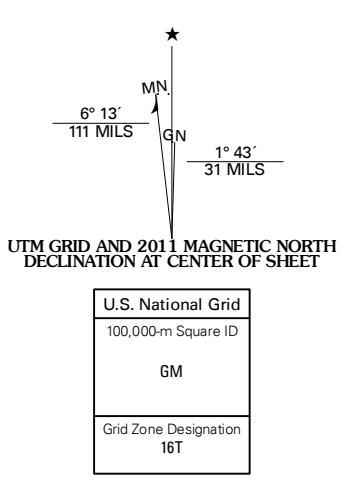 ★
MN
6° 13´
111 MILS
GN
1° 43´
31 MILS
UTM GRID AND 2011 MAGNETIC NORTH
DECLINATION AT CENTER OF SHEET
U.S. National Grid
100,000-m Square ID
GM
Grid Zone Designation
16T